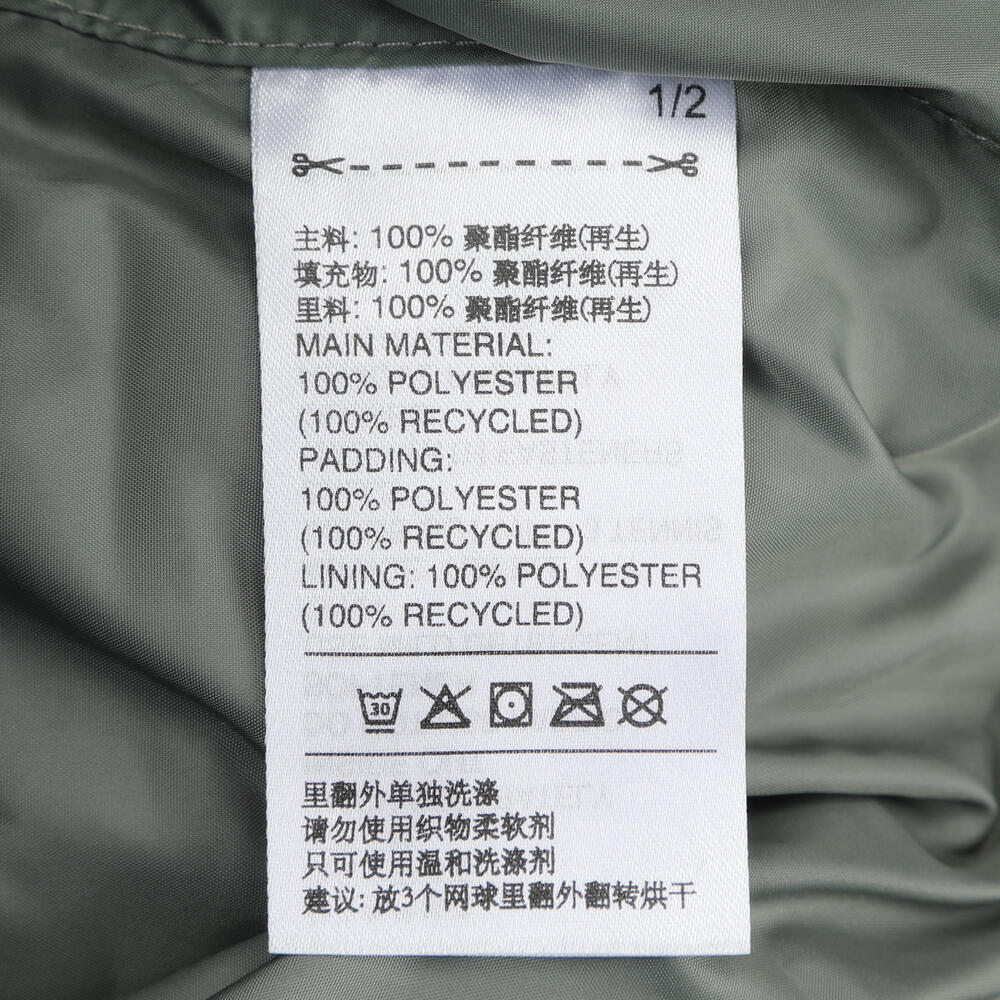 1/2
主料: 100% 聚酯纤维(再生)
填充物: 100% 聚酯纤维(再生)
里料: 100% 聚酯纤维(再生)
MAIN MATERIAL:
100% POLYESTER
(100% RECYCLED)
PADDING:
100% POLYESTER
(100% RECYCLED)
LINING: 100% POLYESTER
(100% RECYCLED)
30
里翻外单独洗涤
请勿使用织物柔软剂
只可使用温和洗涤剂
建议: 放3个网球里翻外翻转烘干